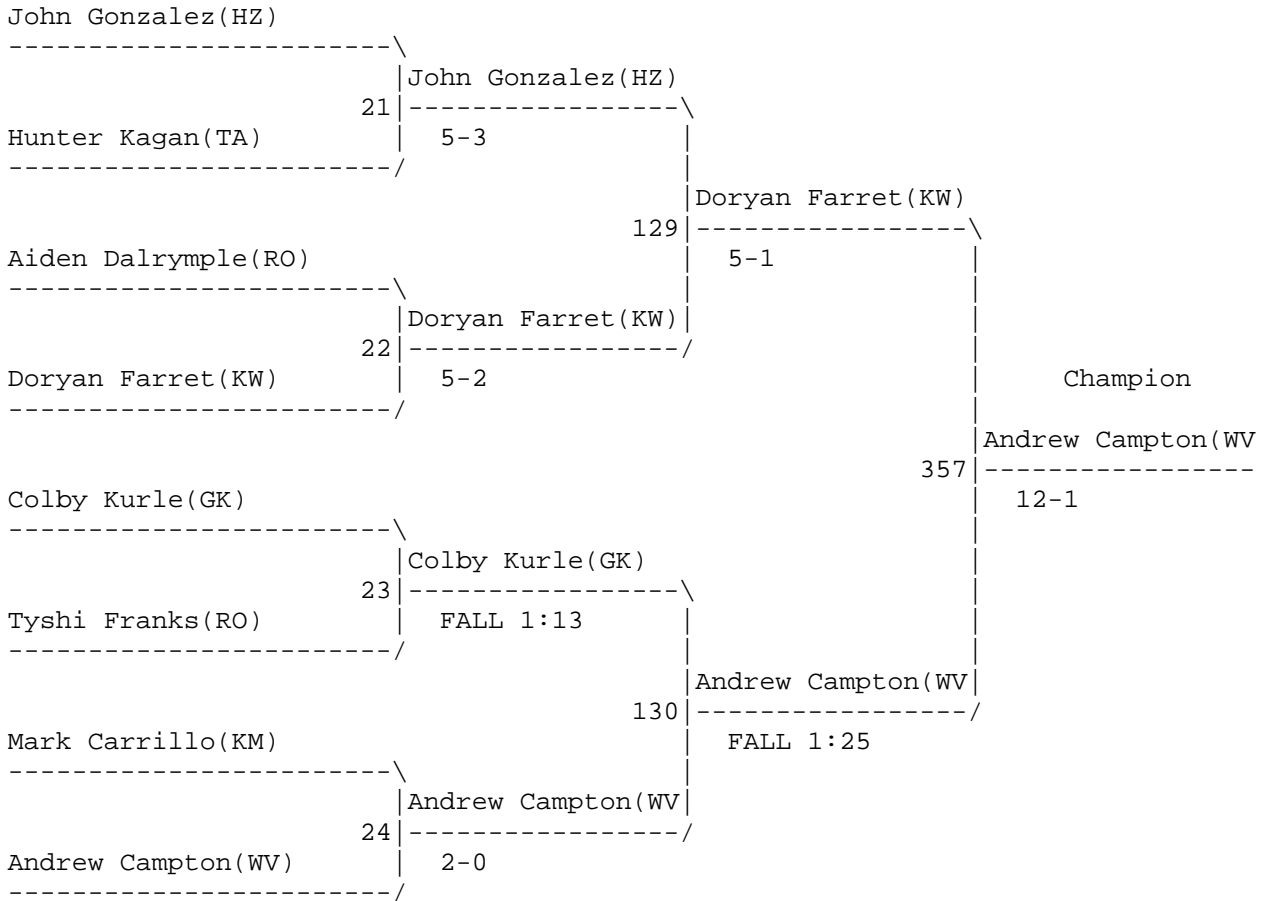 John Gonzalez(HZ)
------------------------\
|John Gonzalez(HZ)
21|-----------------\
Hunter Kagan(TA) | 5-3 |
------------------------/ |
|Doryan Farret(KW)
129|-----------------\
Aiden Dalrymple(RO) | 5-1 |
------------------------\ | |
|Doryan Farret(KW)| |
22|-----------------/ |
Doryan Farret(KW) | 5-2 | Champion
------------------------/ |
|Andrew Campton(WV
357|-----------------
Colby Kurle(GK) | 12-1
------------------------\ |
|Colby Kurle(GK) |
23|-----------------\ |
Tyshi Franks(RO) | FALL 1:13 | |
------------------------/ | |
|Andrew Campton(WV|
130|-----------------/
Mark Carrillo(KM) | FALL 1:25
------------------------\ |
|Andrew Campton(WV|
24|-----------------/
Andrew Campton(WV) | 2-0
------------------------/